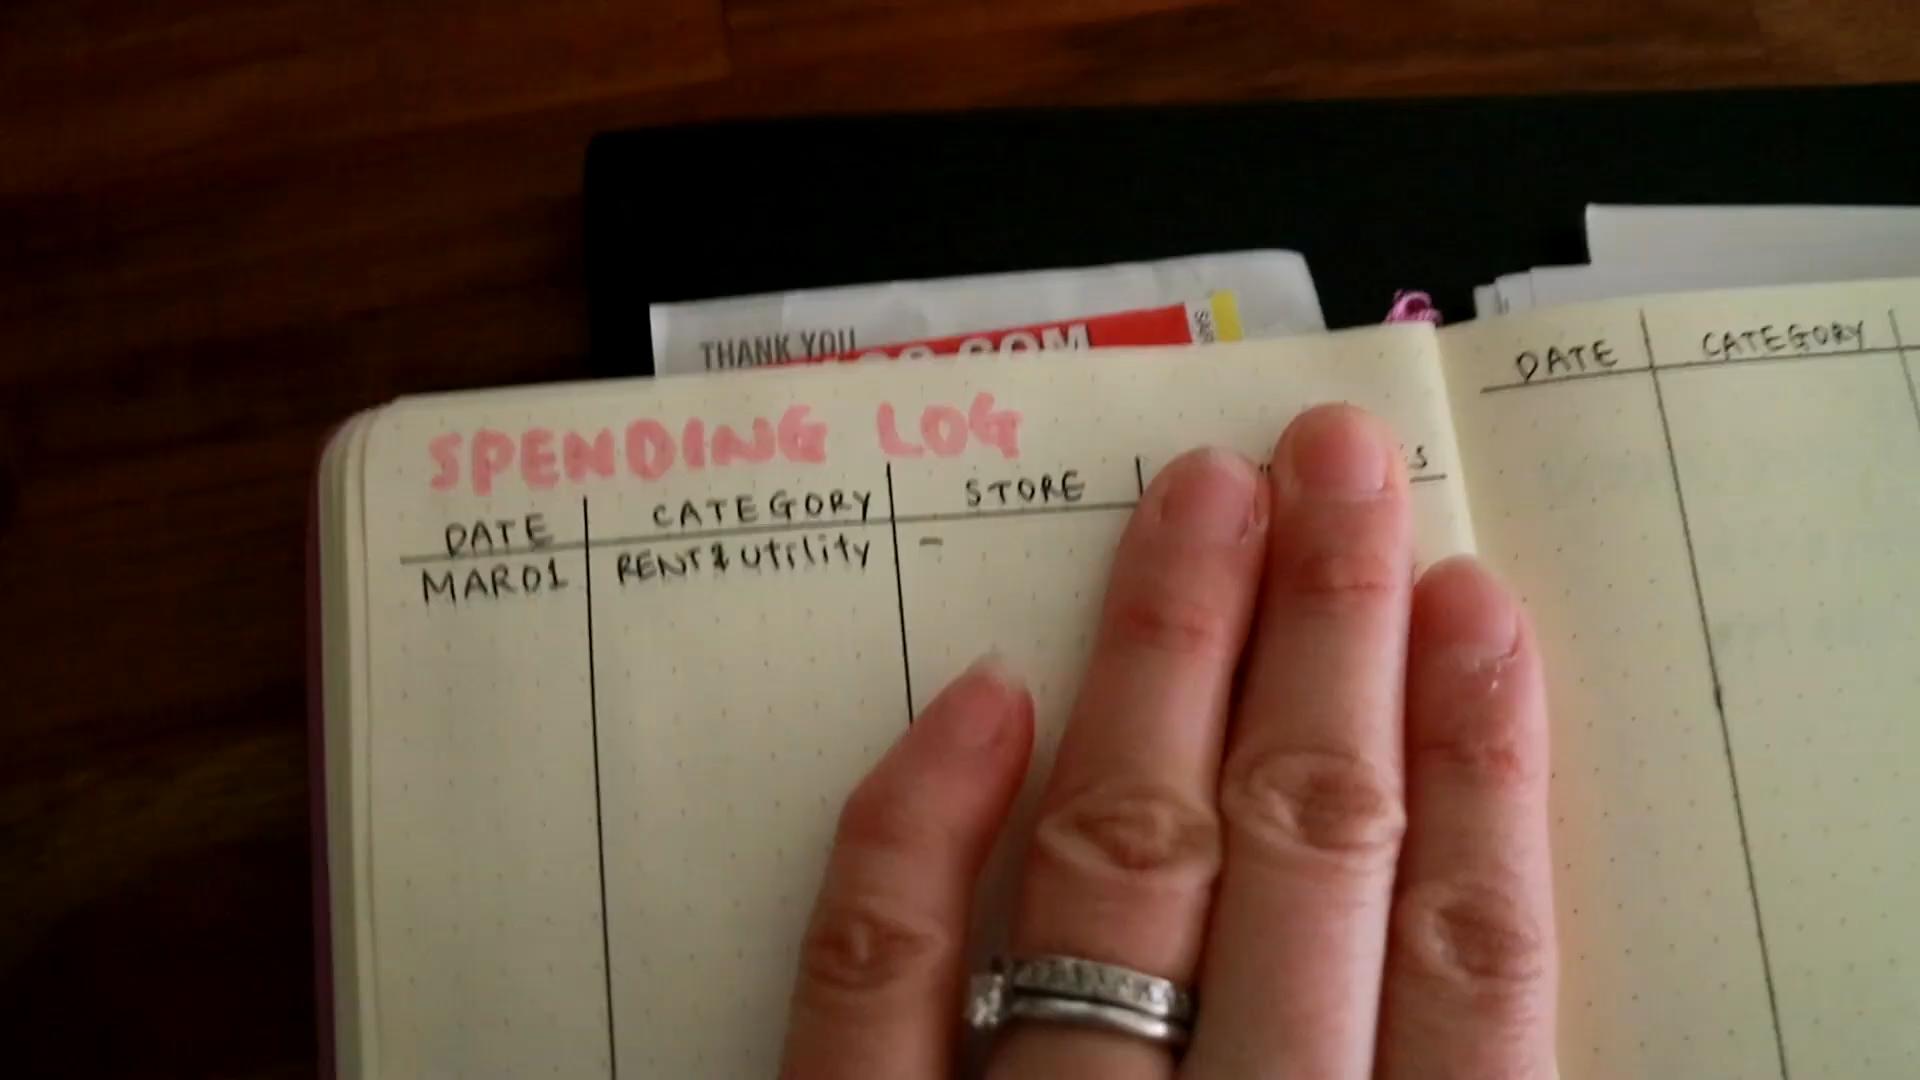 THANK YOU
SPENDING LOG
DATE CATEGORY STORE
MAR01 RENT & Utility -
DATE CATEGORY